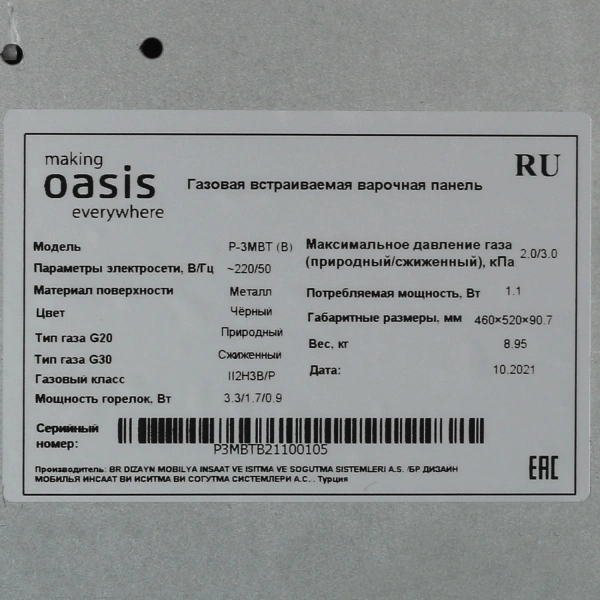 making
oasis
everywhere
Газовая встраиваемая варочная панель
RU
Модель P-3MBT (B)
Параметры электросети, В/Гц ~220/50
Материал поверхности Металл
Цвет Чёрный
Тип газа G20 Природный
Тип газа G30 Сжиженный
Газовый класс II2H3B/P
Мощность горелок, Вт 3.3/1.7/0.9
Максимальное давление газа
(природный/сжиженный), кПа 2.0/3.0
Потребляемая мощность, Вт 1.1
Габаритные размеры, мм 460×520×90.7
Вес, кг 8.95
Дата: 10.2021
Серийный
номер:
P3MBTB21100105
Производитель: BR DIZAYN MOBILYA INSAAT VE ISITMA VE SOGUTMA SISTEMLERI A.S. /БР ДИЗАЙН
МОБИЛЬЯ ИНСААТ ВИ ИСИТМА ВИ СОГУТМА СИСТЕМЛЕРИ А.С. . Турция
EAC